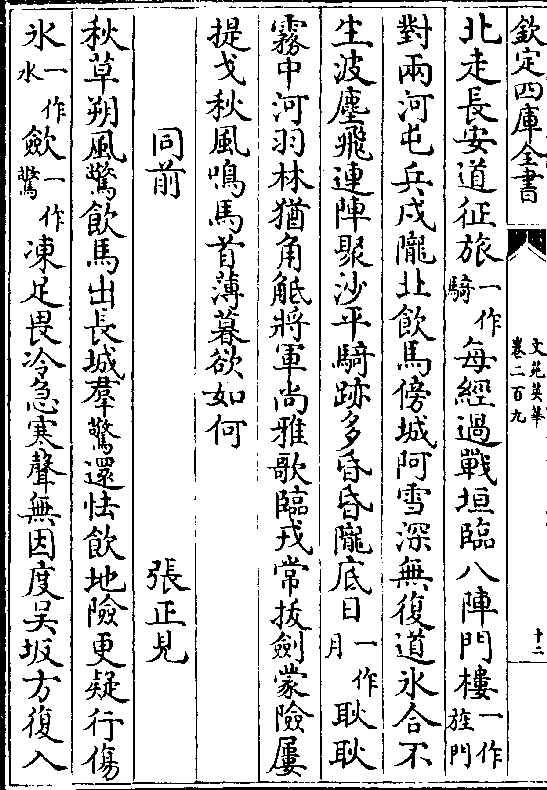 欽定四庫全書
文苑英華
卷二百九
十二
北走長安道征旅一作騎每經過戰垣臨八陣門樓一作旌門
對兩河屯兵戍隴北飲馬傍城阿雪深無復道冰合不
生波塵飛連陣聚沙平騎跡多昏昏隴底日一作月耿耿
霧中河羽林猶角觝將軍尚雅歌臨戎常拔劍蒙險屢
提戈秋風鳴馬首薄暮欲如何
同前
張正見
秋草朔風驚飲馬出長城羣驚還怯飲地險更疑行傷
氷一作水歛一作驚凍足畏冷急寒聲無因度吳坂方復入